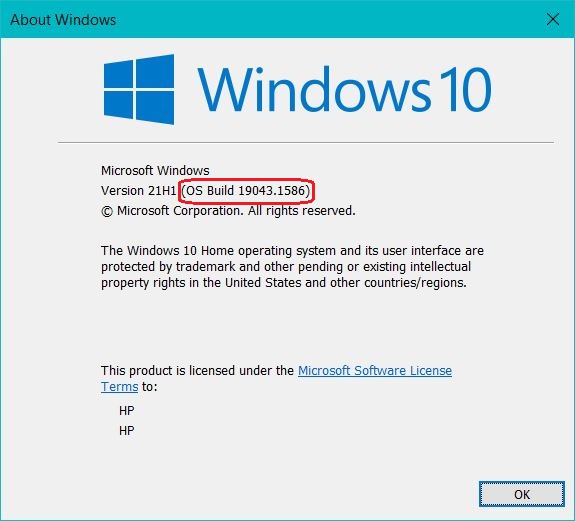 About Windows
Windows 10
Microsoft Windows
Version 21H1 (OS Build 19043.1586)
© Microsoft Corporation. All rights reserved.
The Windows 10 Home operating system and its user interface are
protected by trademark and other pending or existing intellectual
property rights in the United States and other countries/regions.
This product is licensed under the Microsoft Software License
Terms to:
HP
HP
OK